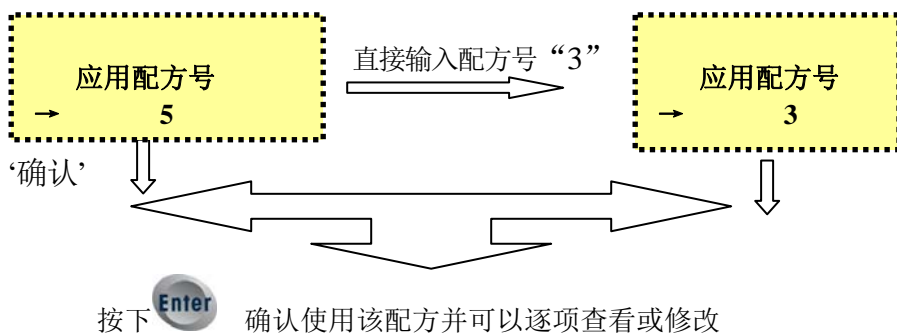 应用配方号
→ 5
直接输入配方号“3”
应用配方号
→ 3
‘确认’
按下 Enter 确认使用该配方并可以逐项查看或修改